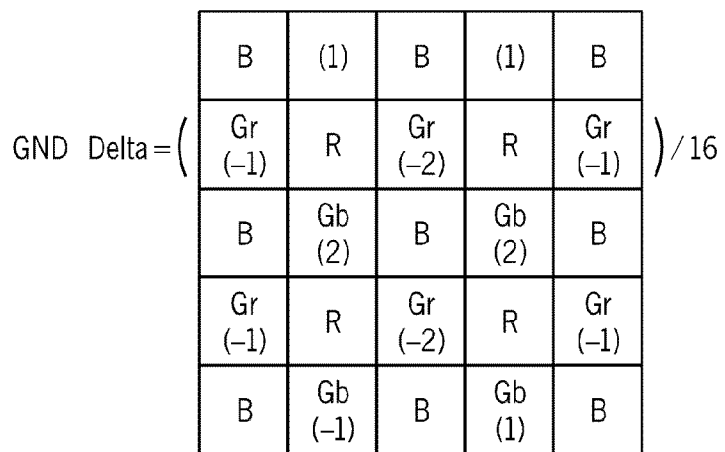 B (1) B (1) B
Gr R Gr R Gr
(–1) (–2) (–1)
GND Delta=( )/16
B Gb B Gb B
(2) (2)
Gr R Gr R Gr
(–1) (–2) (–1)
B Gb B Gb B
(–1) (1)